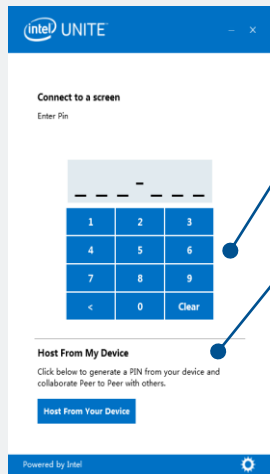 intel UNITE
Connect to a screen
Enter Pin
_ _ _ - _ _ _
1 2 3
4 5 6
7 8 9
< 0 Clear
Host From My Device
Click below to generate a PIN from your device and
collaborate Peer to Peer with others.
Host From Your Device
Powered by Intel